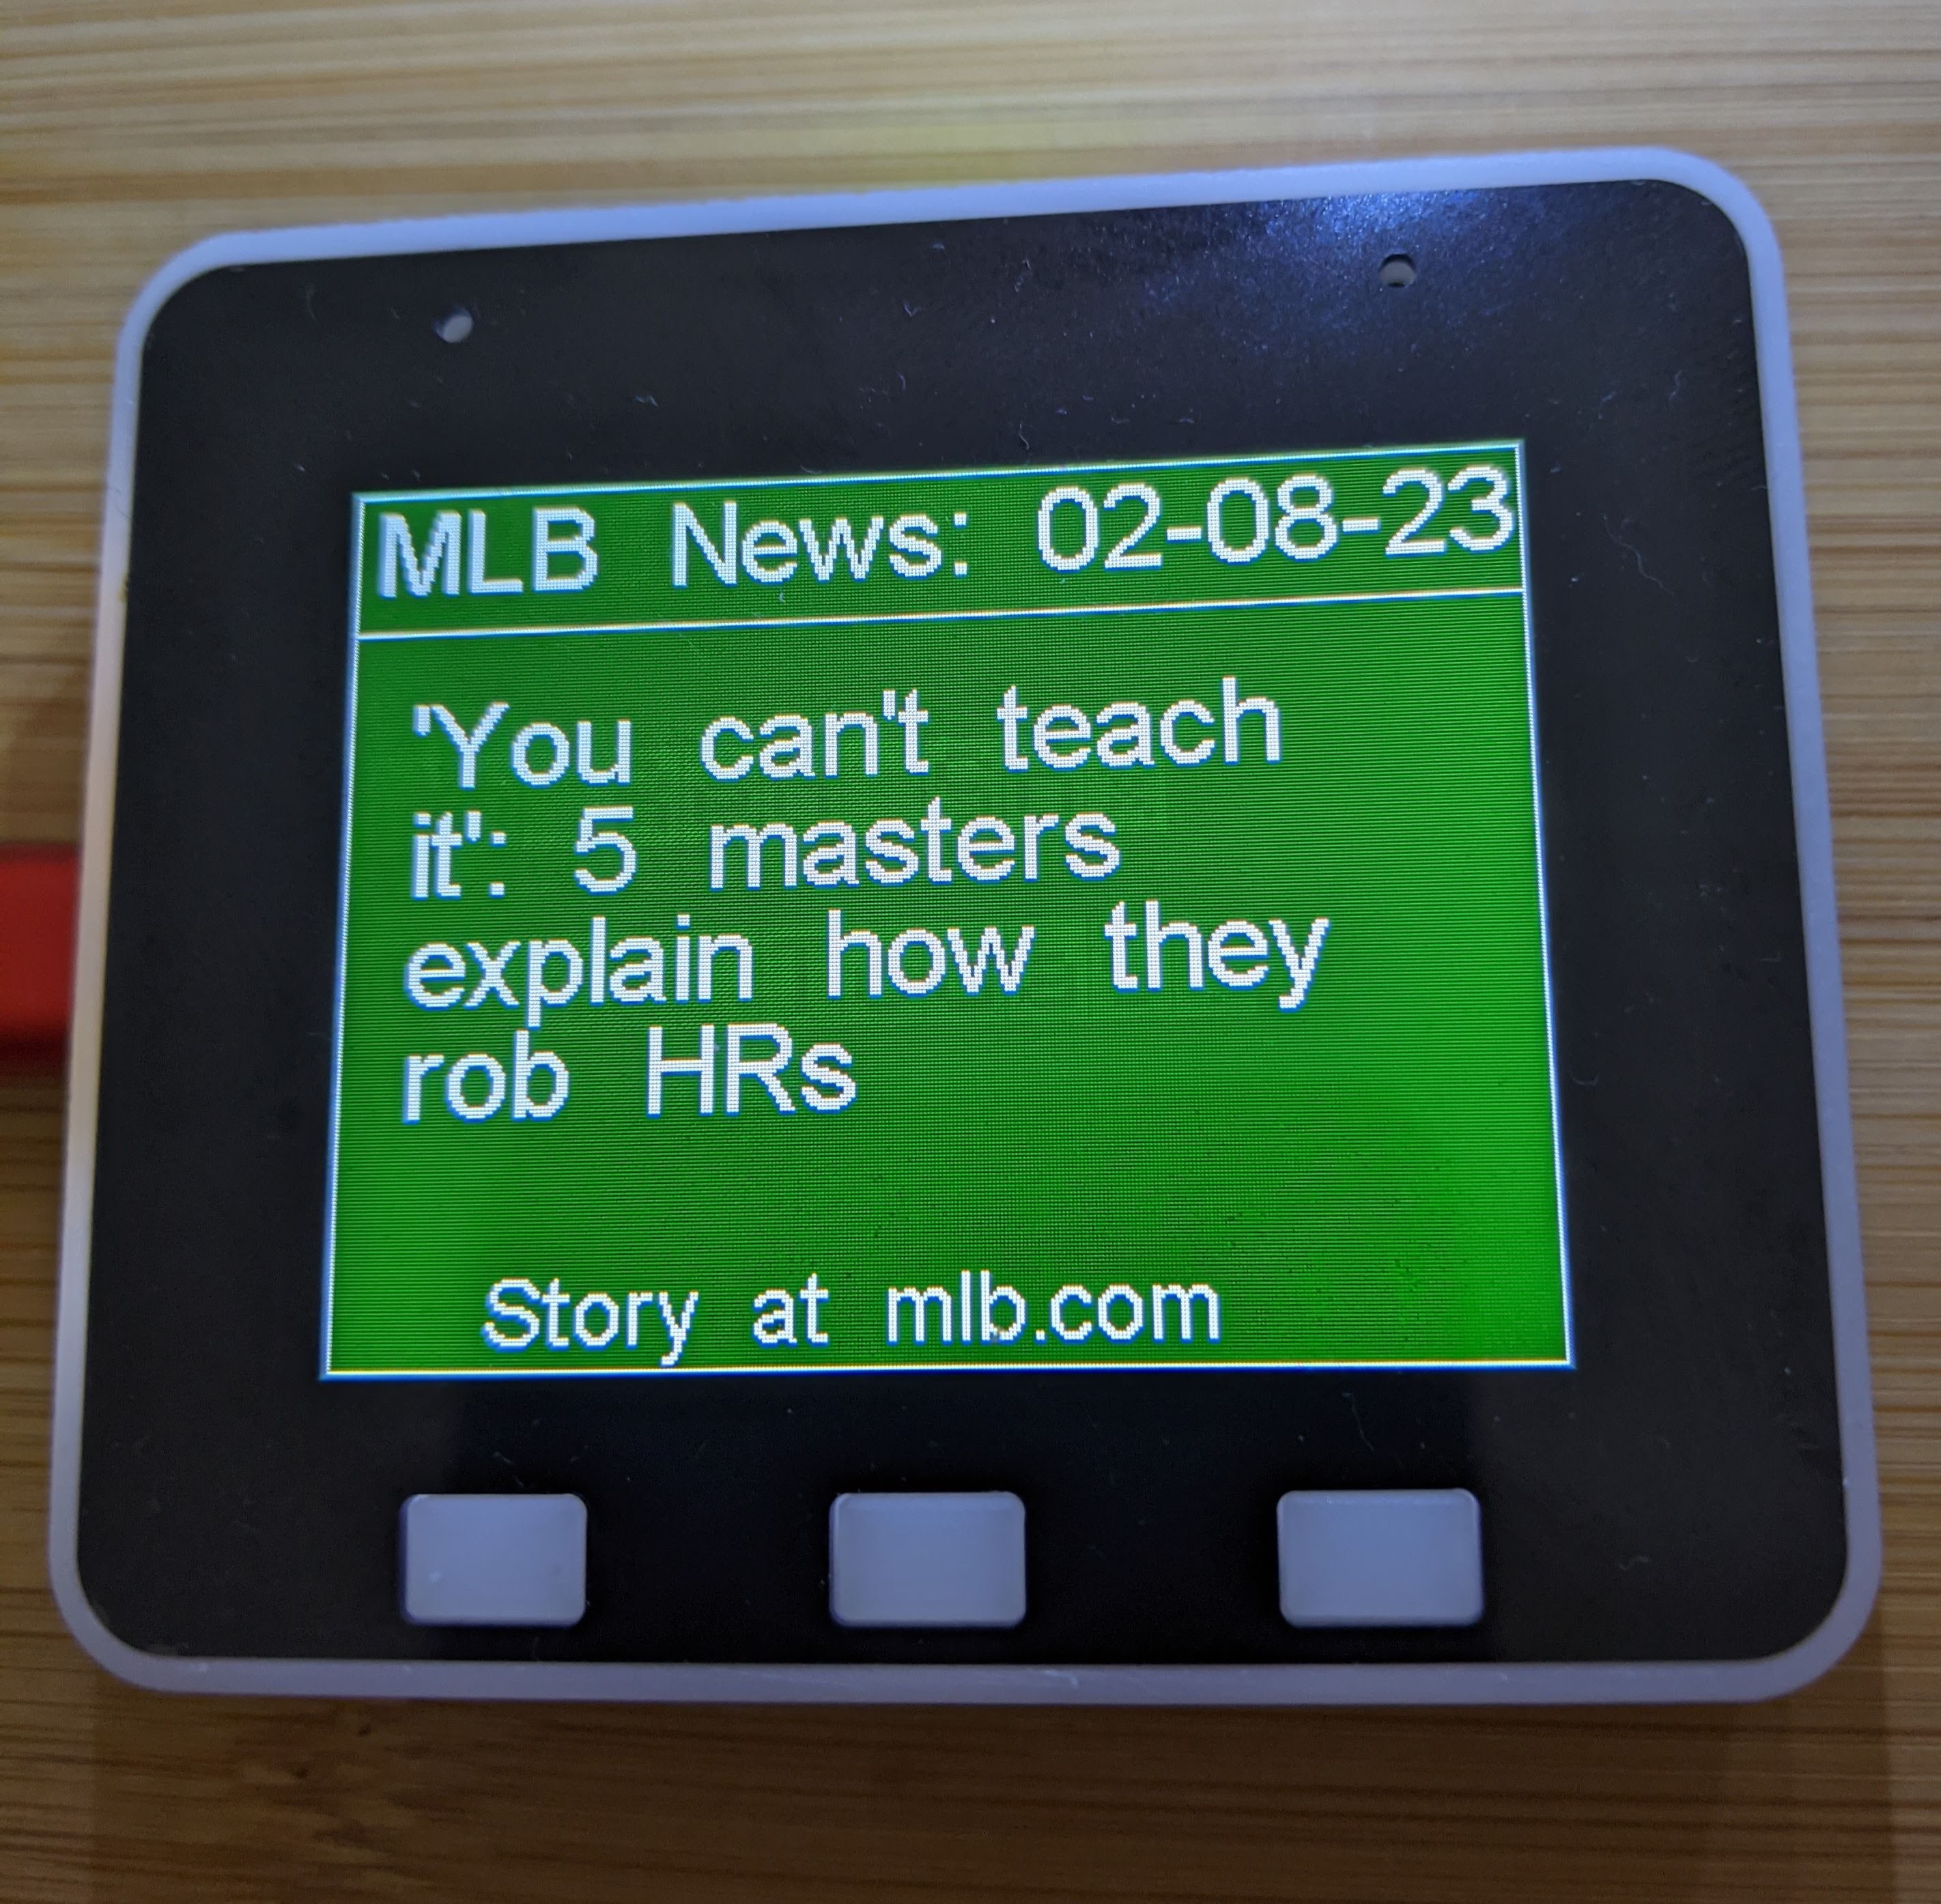 MLB News: 02-08-23
'You can't teach
it': 5 masters
explain how they
rob HRs
Story at mlb.com